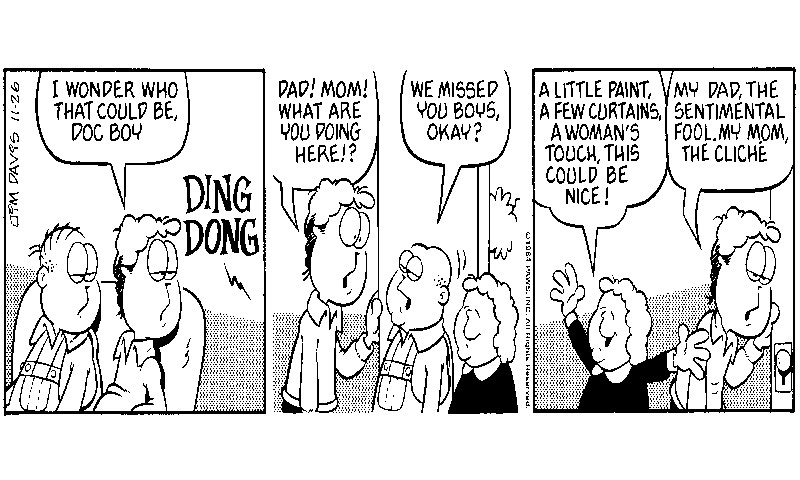 JIM DAVIS 11-26
I WONDER WHO
THAT COULD BE,
DOC BOY
DING
DONG
DAD! MOM!
WHAT ARE
YOU DOING
HERE!?
WE MISSED
YOU BOYS,
OKAY?
A LITTLE PAINT,
A FEW CURTAINS,
A WOMAN'S
TOUCH, THIS
COULD BE
NICE!
MY DAD, THE
SENTIMENTAL
FOOL. MY MOM,
THE CLICHÉ